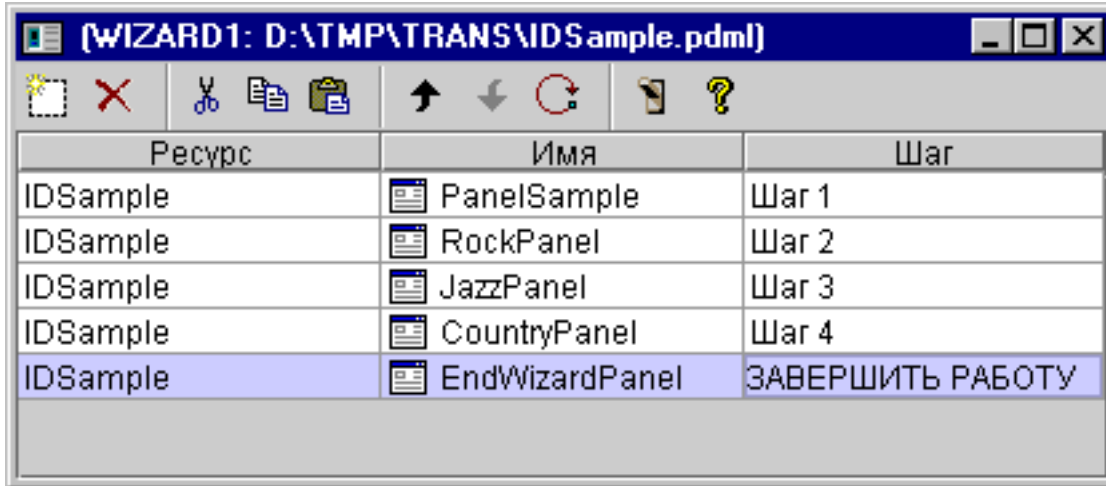 (WIZARD1: D:\TMP\TRANS\IDSample.pdml)
Ресурс Имя Шаг
IDSample PanelSample Шаг 1
IDSample RockPanel Шаг 2
IDSample JazzPanel Шаг 3
IDSample CountryPanel Шаг 4
IDSample EndWizardPanel ЗАВЕРШИТЬ РАБОТУ